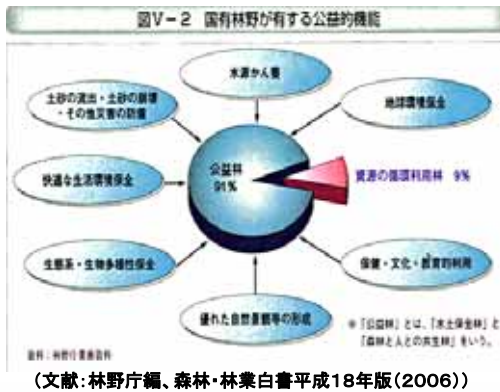 図Ⅴ－2　国有林野が有する公益的機能
水源かん養
土砂の流出・土砂の崩壊
・その他災害の防備
地球環境保全
公益林
91%
資源の循環利用林　9%
快適な生活環境保全
生態系・生物多様性保全
保健・文化・教育的利用
優れた自然景観等の形成
※「公益林」とは、「水土保全林」と
「森林と人との共生林」をいう。
資料：林野庁業務資料
(文献：林野庁編、森林・林業白書平成18年版(2006))